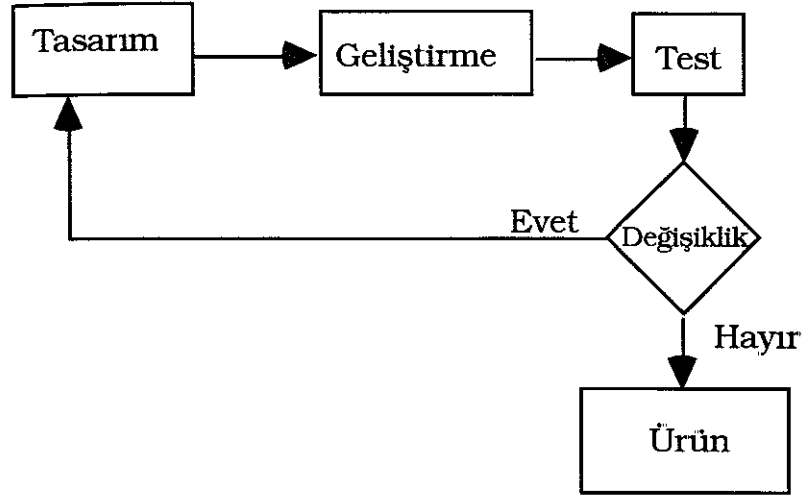 Tasarım
Geliştirme
Test
Evet
Değişiklik
Hayır
Ürün